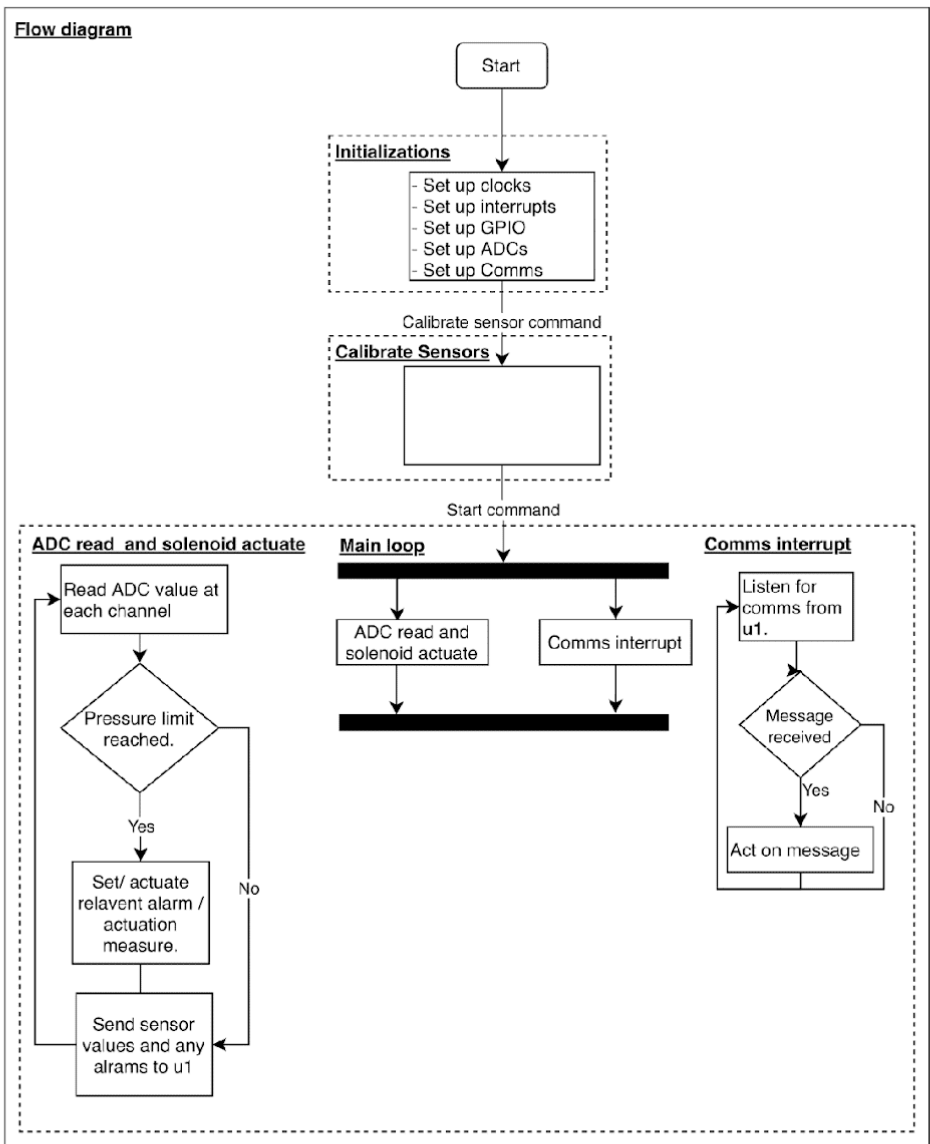 Flow diagram
Start
Initializations
- Set up clocks
- Set up interrupts
- Set up GPIO
- Set up ADCs
- Set up Comms
Calibrate sensor command
Calibrate Sensors
Start command
ADC read and solenoid actuate
Read ADC value at
each channel
Pressure limit
reached.
Yes
No
Set/ actuate
relavent alarm /
actuation
measure.
Send sensor
values and any
alrams to u1
Main loop
ADC read and
solenoid actuate
Comms interrupt
Comms interrupt
Listen for
comms from
u1.
Message
received
Yes
No
Act on message